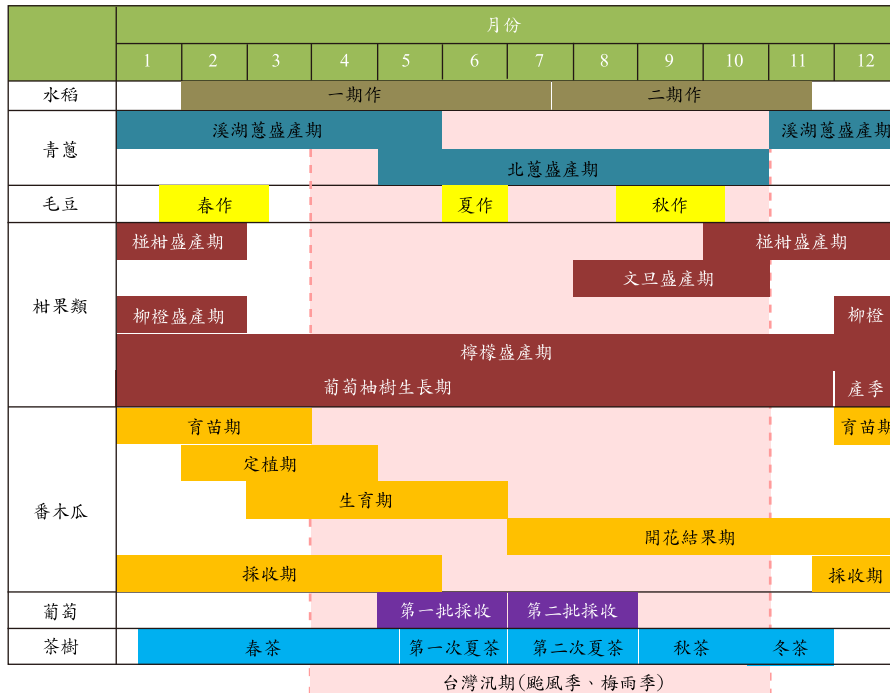 月份
1 2 3 4 5 6 7 8 9 10 11 12
水稻 一期作 二期作
青蔥 溪湖蔥盛產期 溪湖蔥盛產期
北蔥盛產期
毛豆 春作 夏作 秋作
柑果類 椪柑盛產期 椪柑盛產期
文旦盛產期
柳橙盛產期 柳橙
檸檬盛產期
葡萄柚樹生長期 產季
番木瓜 育苗期 育苗期
定植期
生育期
開花結果期
採收期 採收期
葡萄 第一批採收 第二批採收
茶樹 春茶 第一次夏茶 第二次夏茶 秋茶 冬茶
台灣汛期(颱風季、梅雨季)